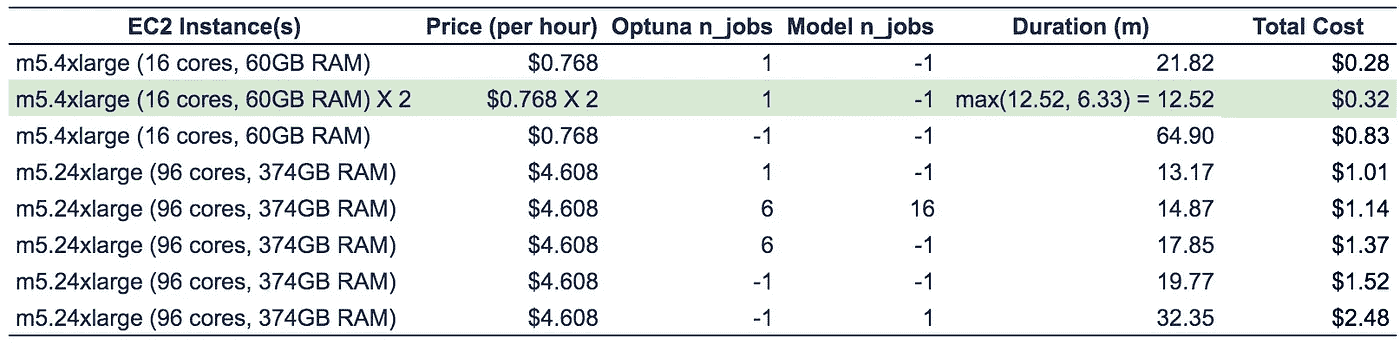 EC2 Instance(s) Price (per hour) Optuna n_jobs Model n_jobs Duration (m) Total Cost
m5.4xlarge (16 cores, 60GB RAM) $0.768 1 -1 21.82 $0.28
m5.4xlarge (16 cores, 60GB RAM) X 2 $0.768 X 2 1 -1 max(12.52, 6.33) = 12.52 $0.32
m5.4xlarge (16 cores, 60GB RAM) $0.768 -1 -1 64.90 $0.83
m5.24xlarge (96 cores, 374GB RAM) $4.608 1 -1 13.17 $1.01
m5.24xlarge (96 cores, 374GB RAM) $4.608 6 16 14.87 $1.14
m5.24xlarge (96 cores, 374GB RAM) $4.608 6 -1 17.85 $1.37
m5.24xlarge (96 cores, 374GB RAM) $4.608 -1 -1 19.77 $1.52
m5.24xlarge (96 cores, 374GB RAM) $4.608 -1 1 32.35 $2.48